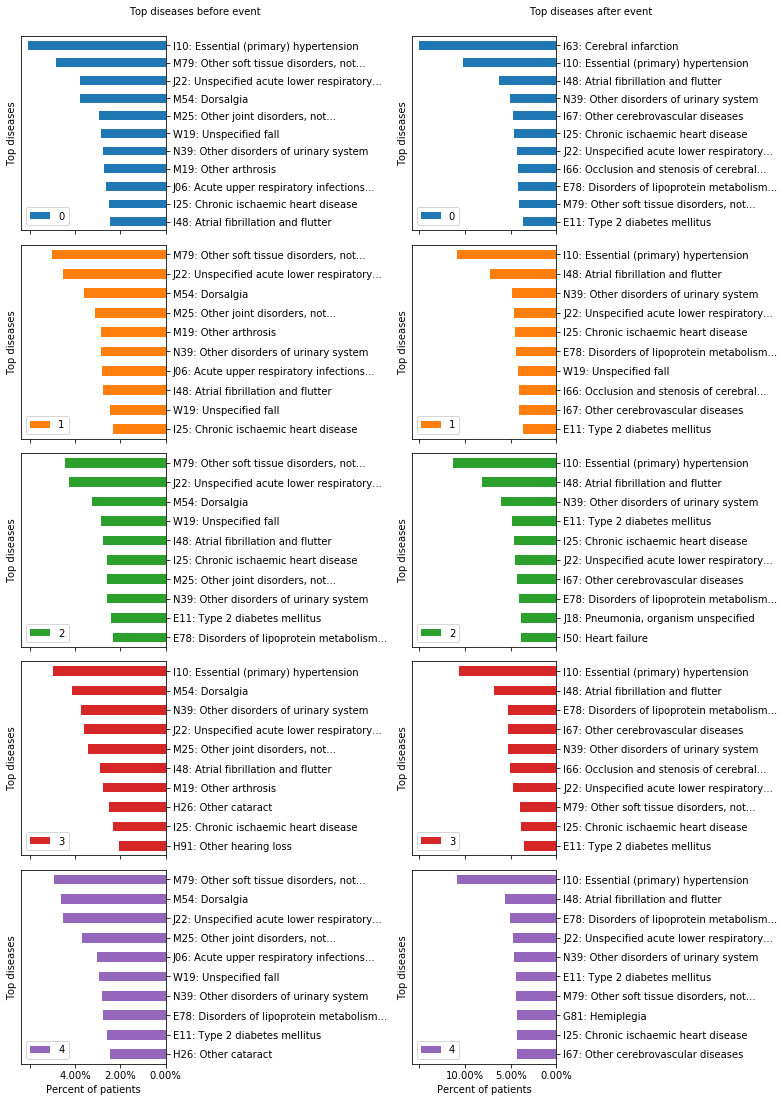 Top diseases before event
Top diseases after event
Top diseases
I10: Essential (primary) hypertension
M79: Other soft tissue disorders, not...
J22: Unspecified acute lower respiratory...
M54: Dorsalgia
M25: Other joint disorders, not...
W19: Unspecified fall
N39: Other disorders of urinary system
M19: Other arthrosis
J06: Acute upper respiratory infections...
I25: Chronic ischaemic heart disease
I48: Atrial fibrillation and flutter
0
Top diseases
I63: Cerebral infarction
I10: Essential (primary) hypertension
I48: Atrial fibrillation and flutter
N39: Other disorders of urinary system
I67: Other cerebrovascular diseases
I25: Chronic ischaemic heart disease
J22: Unspecified acute lower respiratory...
I66: Occlusion and stenosis of cerebral...
E78: Disorders of lipoprotein metabolism...
M79: Other soft tissue disorders, not...
E11: Type 2 diabetes mellitus
0
Top diseases
M79: Other soft tissue disorders, not...
J22: Unspecified acute lower respiratory...
M54: Dorsalgia
M25: Other joint disorders, not...
M19: Other arthrosis
N39: Other disorders of urinary system
J06: Acute upper respiratory infections...
I48: Atrial fibrillation and flutter
W19: Unspecified fall
I25: Chronic ischaemic heart disease
1
Top diseases
I10: Essential (primary) hypertension
I48: Atrial fibrillation and flutter
N39: Other disorders of urinary system
J22: Unspecified acute lower respiratory...
I25: Chronic ischaemic heart disease
E78: Disorders of lipoprotein metabolism...
W19: Unspecified fall
I66: Occlusion and stenosis of cerebral...
I67: Other cerebrovascular diseases
E11: Type 2 diabetes mellitus
1
Top diseases
M79: Other soft tissue disorders, not...
J22: Unspecified acute lower respiratory...
M54: Dorsalgia
W19: Unspecified fall
I48: Atrial fibrillation and flutter
I25: Chronic ischaemic heart disease
M25: Other joint disorders, not...
N39: Other disorders of urinary system
E11: Type 2 diabetes mellitus
E78: Disorders of lipoprotein metabolism...
2
Top diseases
I10: Essential (primary) hypertension
I48: Atrial fibrillation and flutter
N39: Other disorders of urinary system
E11: Type 2 diabetes mellitus
I25: Chronic ischaemic heart disease
J22: Unspecified acute lower respiratory...
I67: Other cerebrovascular diseases
E78: Disorders of lipoprotein metabolism...
J18: Pneumonia, organism unspecified
I50: Heart failure
2
Top diseases
I10: Essential (primary) hypertension
M54: Dorsalgia
N39: Other disorders of urinary system
J22: Unspecified acute lower respiratory...
M25: Other joint disorders, not...
I48: Atrial fibrillation and flutter
M19: Other arthrosis
H26: Other cataract
I25: Chronic ischaemic heart disease
H91: Other hearing loss
3
Top diseases
I10: Essential (primary) hypertension
I48: Atrial fibrillation and flutter
E78: Disorders of lipoprotein metabolism...
I67: Other cerebrovascular diseases
N39: Other disorders of urinary system
I66: Occlusion and stenosis of cerebral...
J22: Unspecified acute lower respiratory...
M79: Other soft tissue disorders, not...
I25: Chronic ischaemic heart disease
E11: Type 2 diabetes mellitus
3
Top diseases
M79: Other soft tissue disorders, not...
M54: Dorsalgia
J22: Unspecified acute lower respiratory...
M25: Other joint disorders, not...
J06: Acute upper respiratory infections...
W19: Unspecified fall
N39: Other disorders of urinary system
E78: Disorders of lipoprotein metabolism...
E11: Type 2 diabetes mellitus
H26: Other cataract
4
4.00% 2.00% 0.00%
Percent of patients
Top diseases
I10: Essential (primary) hypertension
I48: Atrial fibrillation and flutter
E78: Disorders of lipoprotein metabolism...
J22: Unspecified acute lower respiratory...
N39: Other disorders of urinary system
E11: Type 2 diabetes mellitus
M79: Other soft tissue disorders, not...
G81: Hemiplegia
I25: Chronic ischaemic heart disease
I67: Other cerebrovascular diseases
4
10.00% 5.00% 0.00%
Percent of patients